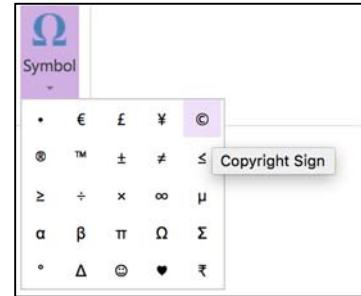 Ω
Symbol
• € £ ¥ ©
® ™ ± ≠ ≤
Copyright Sign
≥ ÷ × ∞ µ
α β π Ω Σ
° Δ ☺ ♥ ₹